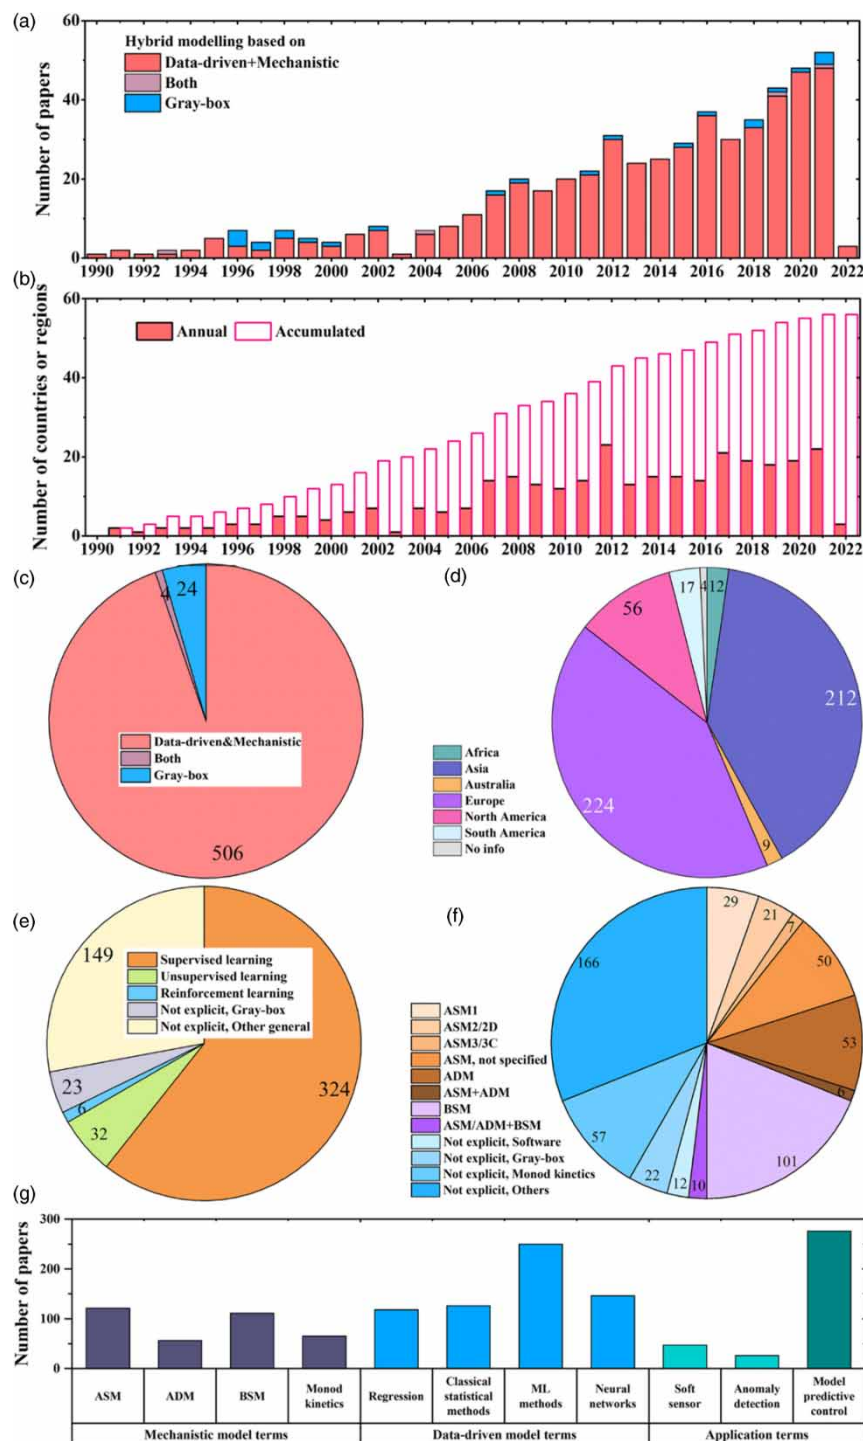 (a)
60
40
20
0
Number of papers
Hybrid modelling based on
Data-driven+Mechanistic
Both
Gray-box
1990 1992 1994 1996 1998 2000 2002 2004 2006 2008 2010 2012 2014 2016 2018 2020 2022
(b)
60
40
20
0
Number of countries or regions
Annual Accumulated
1990 1992 1994 1996 1998 2000 2002 2004 2006 2008 2010 2012 2014 2016 2018 2020 2022
(c)
4
24
Data-driven&Mechanistic
Both
Gray-box
506
(d)
56
17
4
12
212
Africa
Asia
Australia
Europe
North America
South America
No info
224
9
(e)
149
Supervised learning
Unsupervised learning
Reinforcement learning
Not explicit, Gray-box
Not explicit, Other general
23
6
32
324
(f)
29
21
7
50
166
53
6
ASM1
ASM2/2D
ASM3/3C
ASM, not specified
ADM
ASM+ADM
BSM
ASM/ADM+BSM
Not explicit, Software
Not explicit, Gray-box
Not explicit, Monod kinetics
Not explicit, Others
57
22
12
10
101
(g)
300
200
100
0
Number of papers
ASM
ADM
BSM
Monod
kinetics
Regression
Classical
statistical
methods
ML
methods
Neural
networks
Soft
sensor
Anomaly
detection
Model
predictive
control
Mechanistic model terms
Data-driven model terms
Application terms